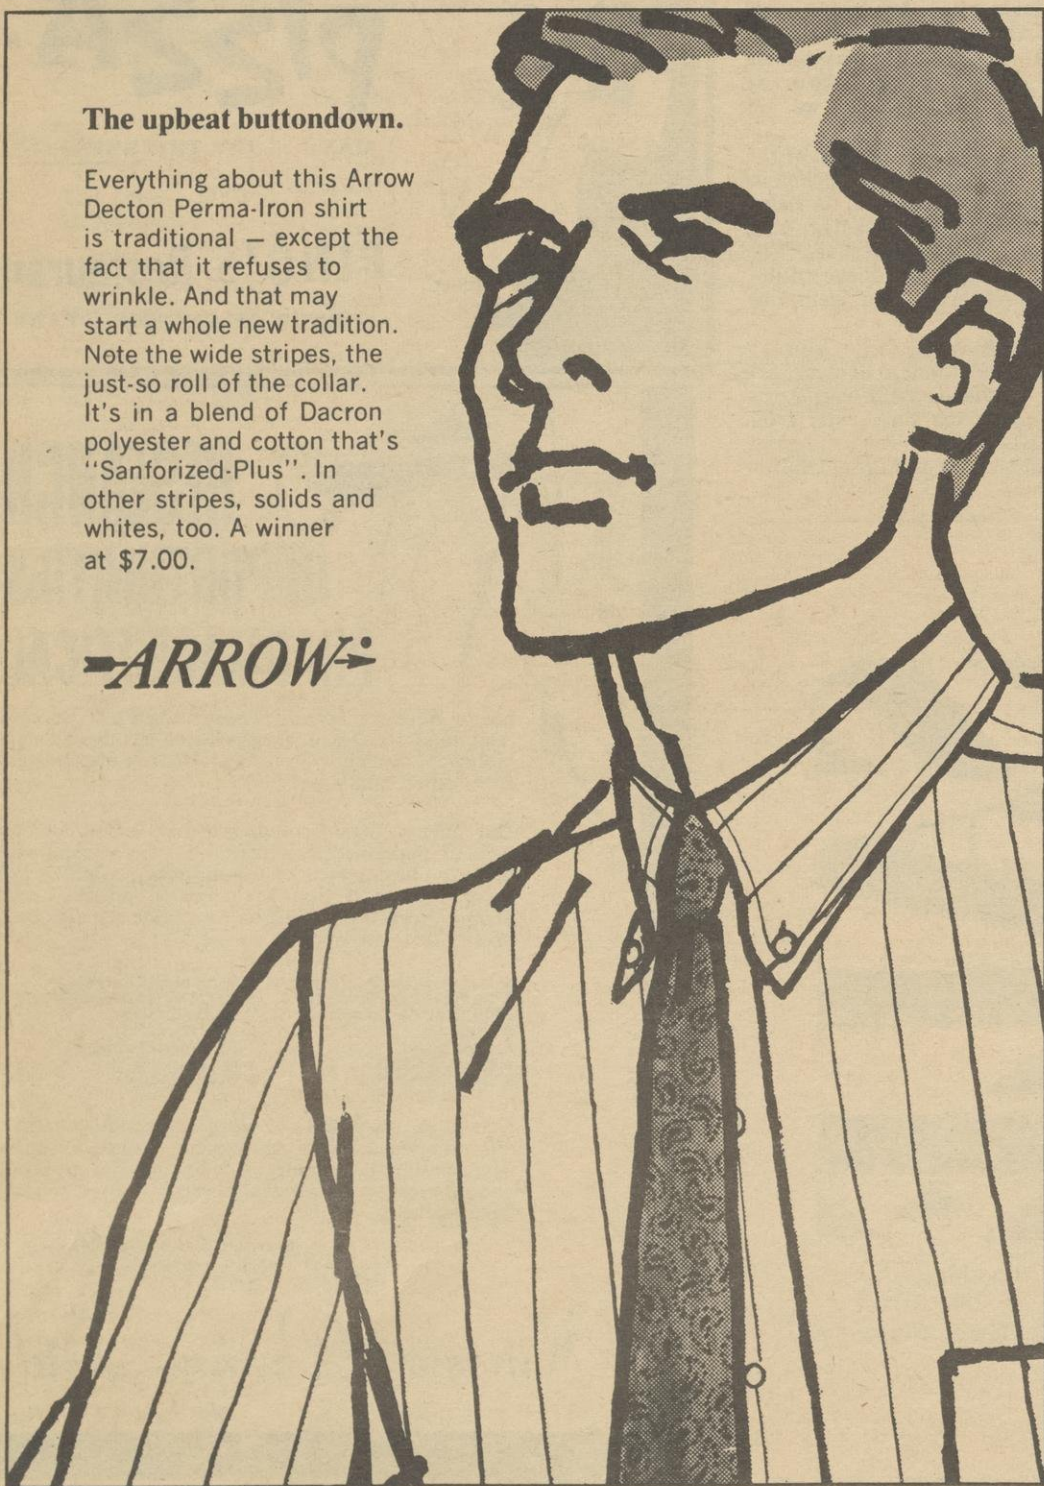 The upbeat buttondown.
Everything about this Arrow
Decton Perma-Iron shirt
is traditional — except the
fact that it refuses to
wrinkle. And that may
start a whole new tradition.
Note the wide stripes, the
just-so roll of the collar.
It's in a blend of Dacron
polyester and cotton that's
"Sanforized-Plus". In
other stripes, solids and
whites, too. A winner
at $7.00.
ARROW